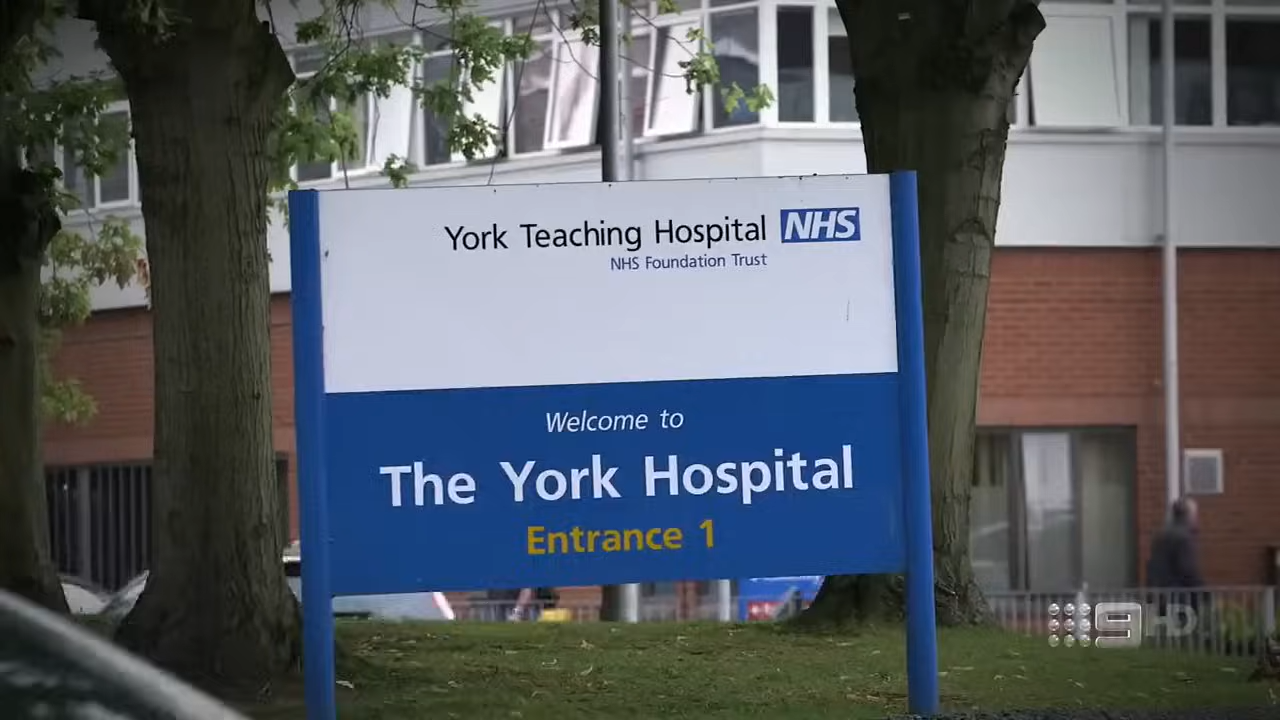 York Teaching Hospital NHS
NHS Foundation Trust
Welcome to
The York Hospital
Entrance 1
9HD